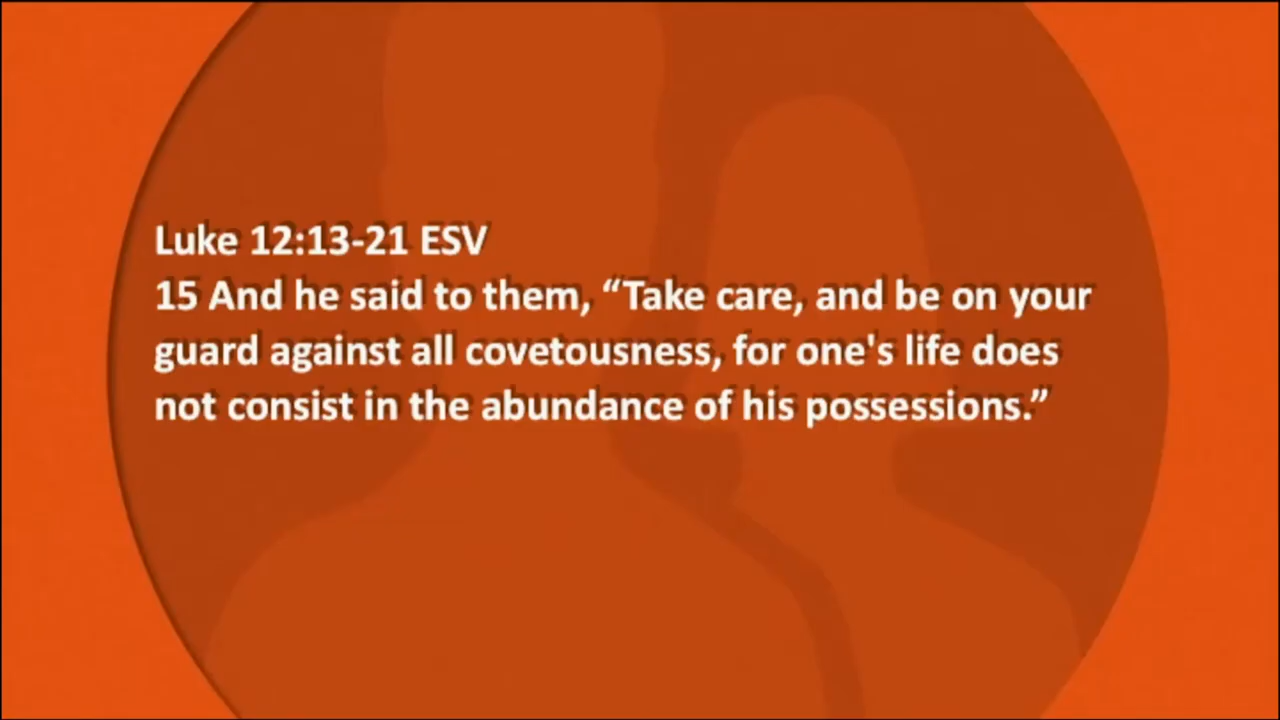 Luke 12:13-21 ESV
15 And he said to them, “Take care, and be on your
guard against all covetousness, for one's life does
not consist in the abundance of his possessions.”